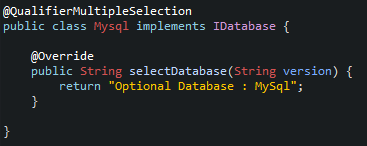 @QualifierMultipleSelection
public class Mysql implements IDatabase {
@Override
public String selectDatabase(String version) {
return "Optional Database : MySql";
}
}